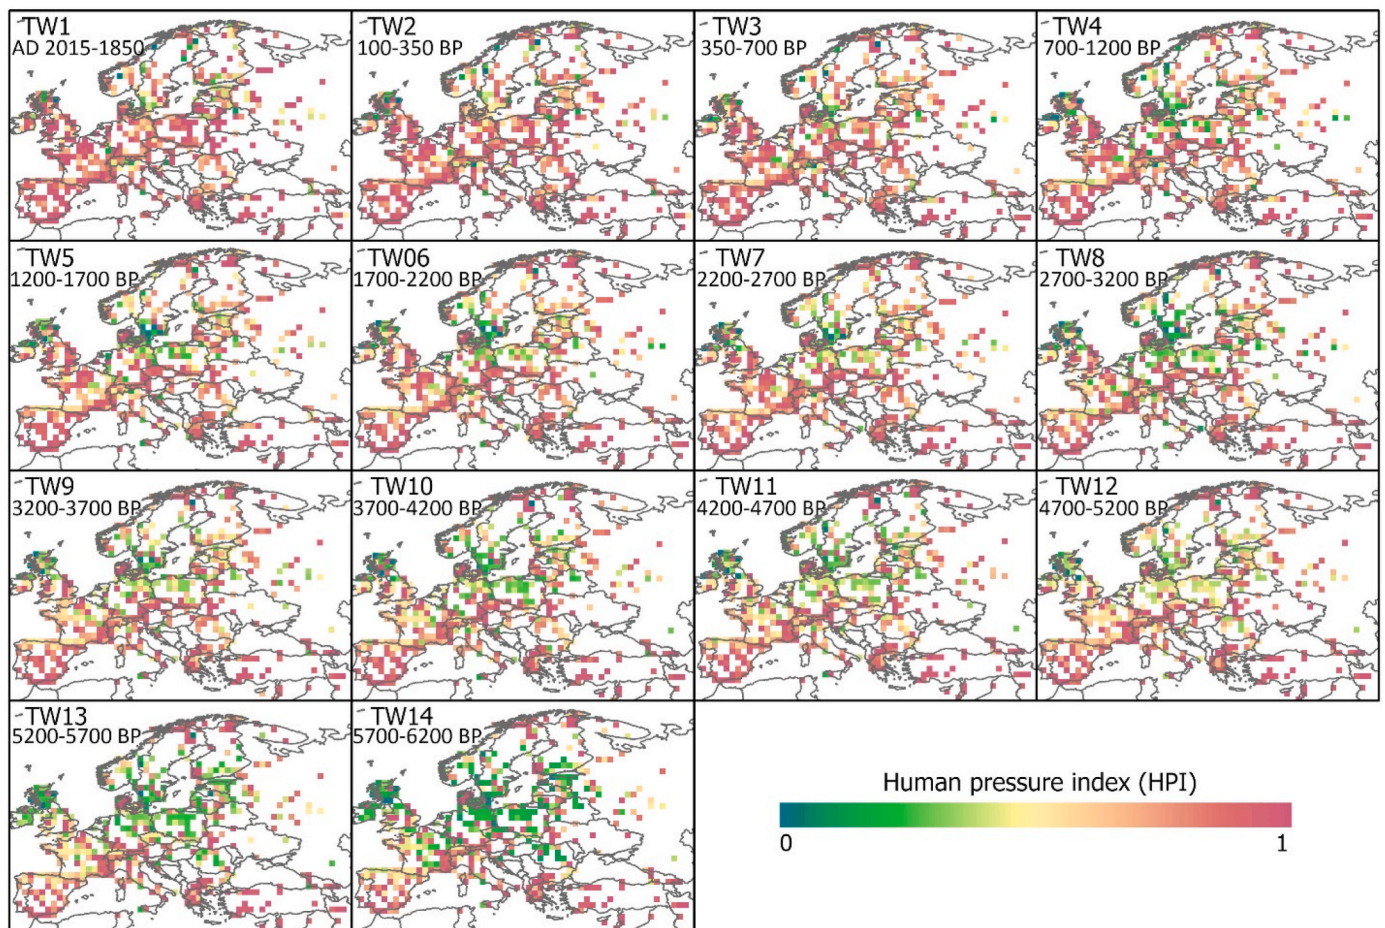 TW1
AD 2015-1850
TW2
100-350 BP
TW3
350-700 BP
TW4
700-1200 BP
TW5
1200-1700 BP
TW06
1700-2200 BP
TW7
2200-2700 BP
TW8
2700-3200 BP
TW9
3200-3700 BP
TW10
3700-4200 BP
TW11
4200-4700 BP
TW12
4700-5200 BP
TW13
5200-5700 BP
TW14
5700-6200 BP
Human pressure index (HPI)
0 1